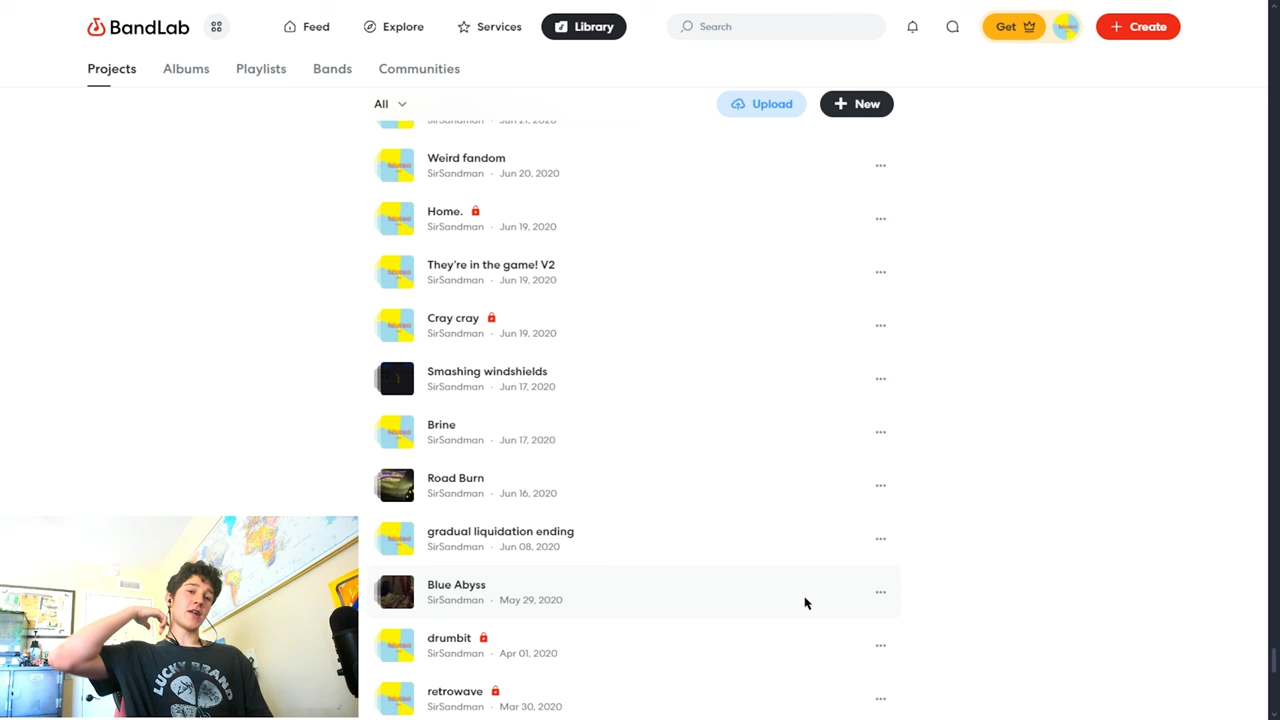 BandLab
Feed
Explore
Services
Library
Search
Get
Create
Projects
Albums
Playlists
Bands
Communities
All
Upload
New
SirSandman · Jun 21, 2020
Weird fandom
SirSandman · Jun 20, 2020
Home.
SirSandman · Jun 19, 2020
They're in the game! V2
SirSandman · Jun 19, 2020
Cray cray
SirSandman · Jun 19, 2020
Smashing windshields
SirSandman · Jun 17, 2020
Brine
SirSandman · Jun 17, 2020
Road Burn
SirSandman · Jun 16, 2020
gradual liquidation ending
SirSandman · Jun 08, 2020
Blue Abyss
SirSandman · May 29, 2020
drumbit
SirSandman · Apr 01, 2020
retrowave
SirSandman · Mar 30, 2020
LUCKY BRAND